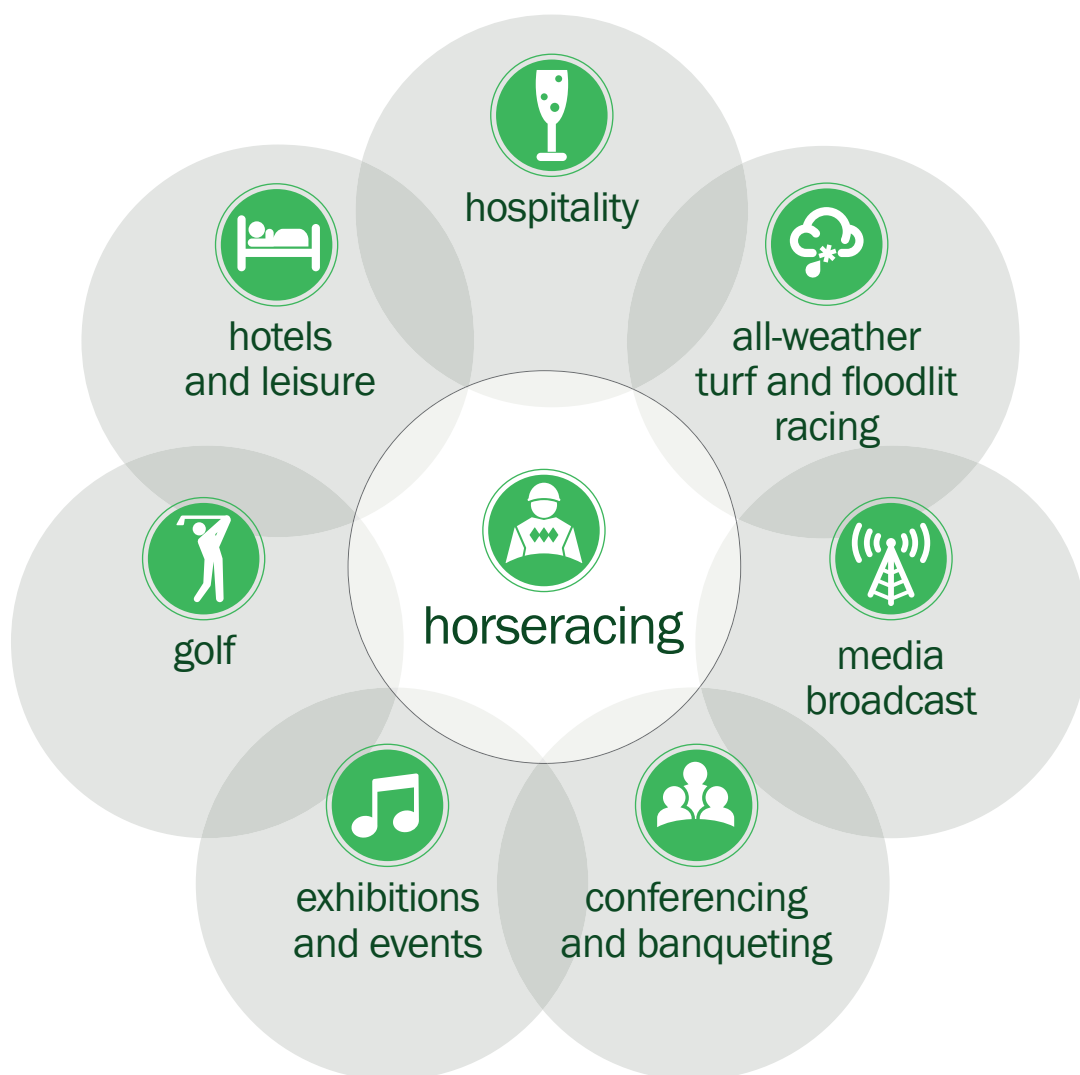 hospitality
hotels
and leisure
all-weather
turf and floodlit
racing
horseracing
golf
media
broadcast
exhibitions
and events
conferencing
and banqueting